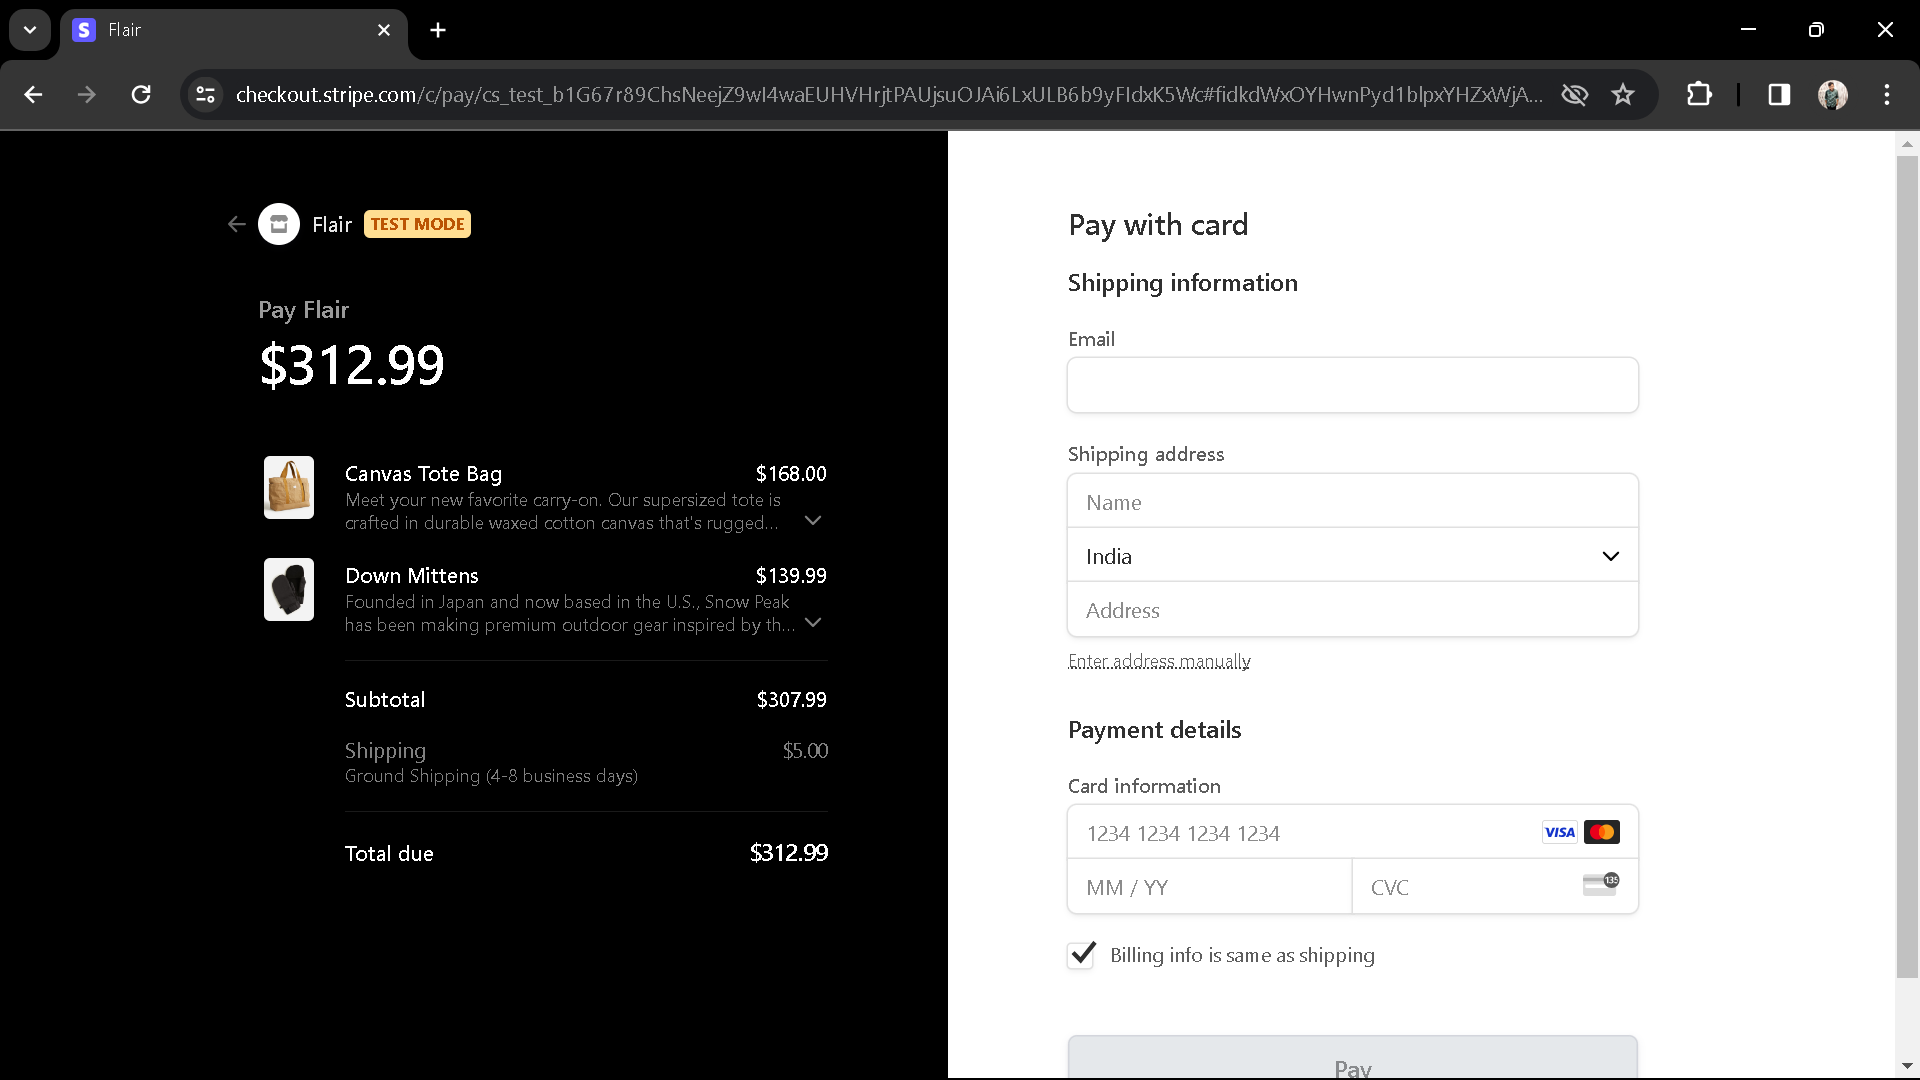 Flair
checkout.stripe.com/c/pay/cs_test_b1G67r89ChsNeejZ9wI4waEUHVHrjtPAUjsuOJAi6LxULB6b9yFIdxK5Wc#fidkdWxOYHwnPyd1blpxYHZxWjA...
Flair TEST MODE
Pay Flair
$312.99
Canvas Tote Bag $168.00
Meet your new favorite carry-on. Our supersized tote is
crafted in durable waxed cotton canvas that's rugged...
Down Mittens $139.99
Founded in Japan and now based in the U.S., Snow Peak
has been making premium outdoor gear inspired by th...
Subtotal $307.99
Shipping $5.00
Ground Shipping (4-8 business days)
Total due $312.99
Pay with card
Shipping information
Email
Shipping address
Name
India
Address
Enter address manually
Payment details
Card information
1234 1234 1234 1234 VISA
MM / YY CVC 135
Billing info is same as shipping
Pay